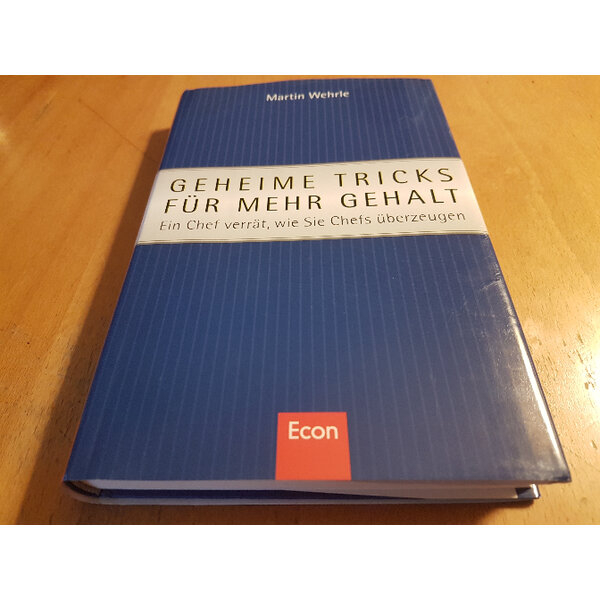 Martin Wehrle
GEHEIME TRICKS
FÜR MEHR GEHALT
Ein Chef verrät, wie Sie Chefs überzeugen
Econ